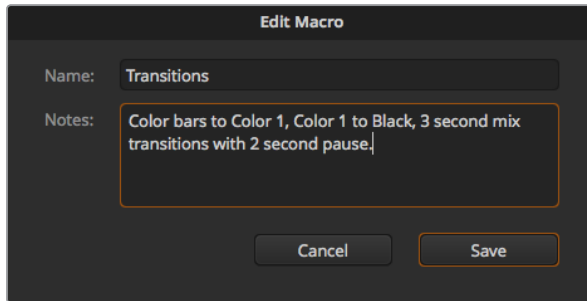 Edit Macro
Name: Transitions
Notes: Color bars to Color 1, Color 1 to Black, 3 second mix
transitions with 2 second pause.
Cancel Save